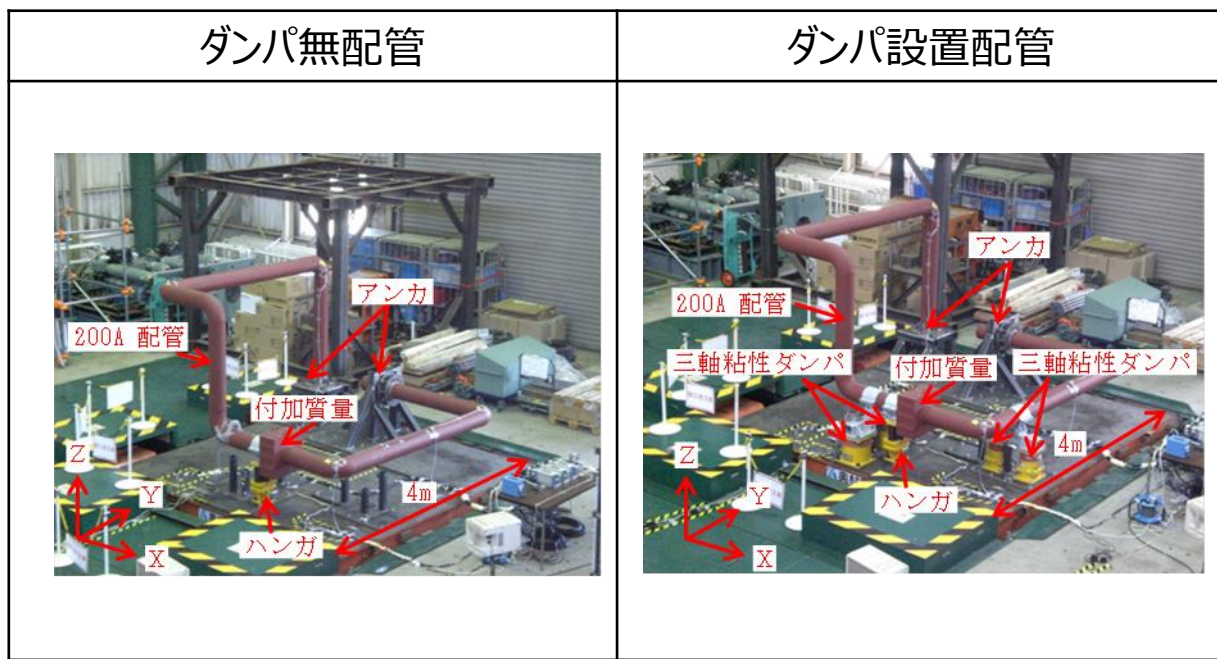 ダンパ無配管
ダンパ設置配管
アンカ
200A 配管
付加質量
Z
Y
X
4m
ハンガ
アンカ
200A 配管
三軸粘性ダンパ
付加質量
三軸粘性ダンパ
Z
Y
X
4m
ハンガ